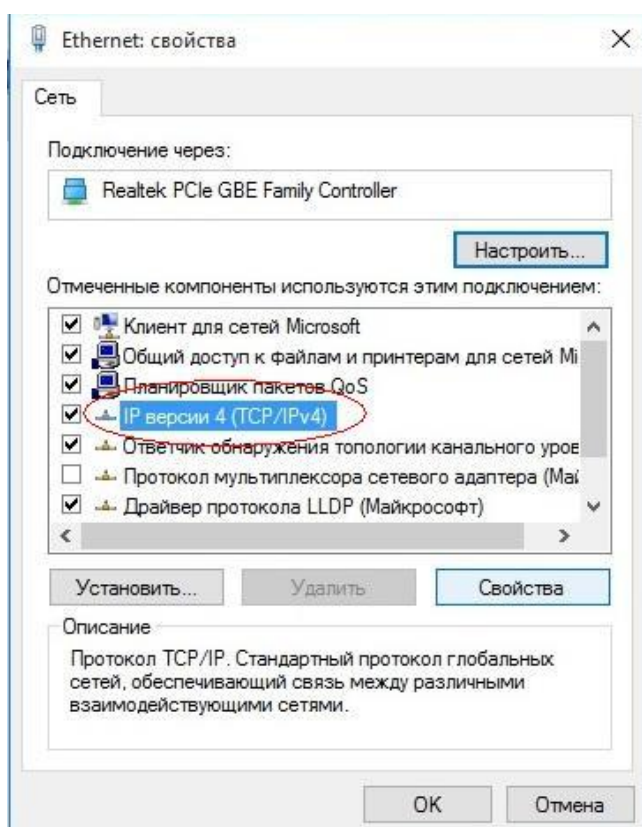 Ethernet: свойства
Сеть
Подключение через:
Realtek PCIe GBE Family Controller
Настроить...
Отмеченные компоненты используются этим подключением:
Клиент для сетей Microsoft
Общий доступ к файлам и принтерам для сетей Mi
Планировщик пакетов QoS
IP версии 4 (TCP/IPv4)
Ответчик обнаружения топологии канального уров
Протокол мультиплексора сетевого адаптера (Май
Драйвер протокола LLDP (Майкрософт)
Установить...
Удалить
Свойства
Описание
Протокол TCP/IP. Стандартный протокол глобальных
сетей, обеспечивающий связь между различными
взаимодействующими сетями.
OK
Отмена